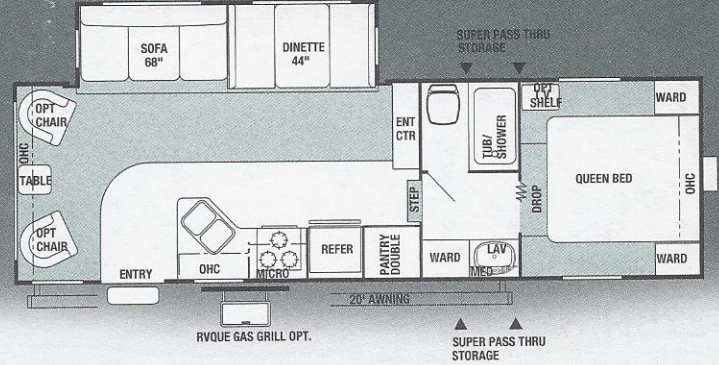 SOFA
68"
DINETTE
44"
SUPER PASS THRU
STORAGE
OPT
CHAIR
OHC
TABLE
OPT
CHAIR
ENT
CTR
TUB/
SHOWER
OPT
T.V
SHELF
WARD
STEP
DROP
QUEEN BED
OHC
ENTRY
OHC
MICRO
REFER
PANTRY
DOUBLE
WARD
LAV
MED
WARD
20' AWNING
RVQUE GAS GRILL OPT.
SUPER PASS THRU
STORAGE